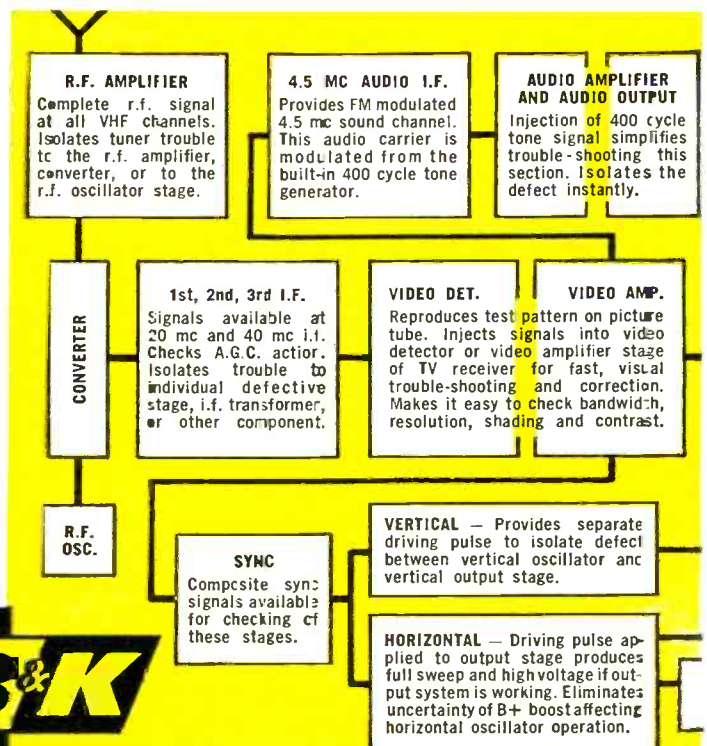 R.F. AMPLIFIER
Complete r.f. signal
at all VHF channels.
Isolates tuner trouble
to the r.f. amplifier,
converter, or to the
r.f. oscillator stage.
4.5 MC AUDIO I.F.
Provides FM modulated
4.5 mc sound channel.
This audio carrier is
modulated from the
built-in 400 cycle tone
generator.
AUDIO AMPLIFIER
AND AUDIO OUTPUT
Injection of 400 cycle
tone signal simplifies
trouble-shooting this
section. Isolates the
defect instantly.
CONVERTER
1st, 2nd, 3rd I.F.
Signals available at
20 mc and 40 mc i.f.
Checks A.G.C. action.
Isolates trouble to
individual defective
stage, i.f. transformer,
or other component.
VIDEO DET. VIDEO AMP.
Reproduces test pattern on picture
tube. Injects signals into video
detector or video amplifier stage
of TV receiver for fast, visual
trouble-shooting and correction.
Makes it easy to check bandwidth,
resolution, shading and contrast.
R.F.
OSC.
SYNC
Composite sync
signals available
for checking of
these stages.
VERTICAL — Provides separate
driving pulse to isolate defect
between vertical oscillator and
vertical output stage.
HORIZONTAL — Driving pulse ap-
plied to output stage produces
full sweep and high voltage if out-
put system is working. Eliminates
uncertainty of B+ boost affecting
horizontal oscillator operation.
&K